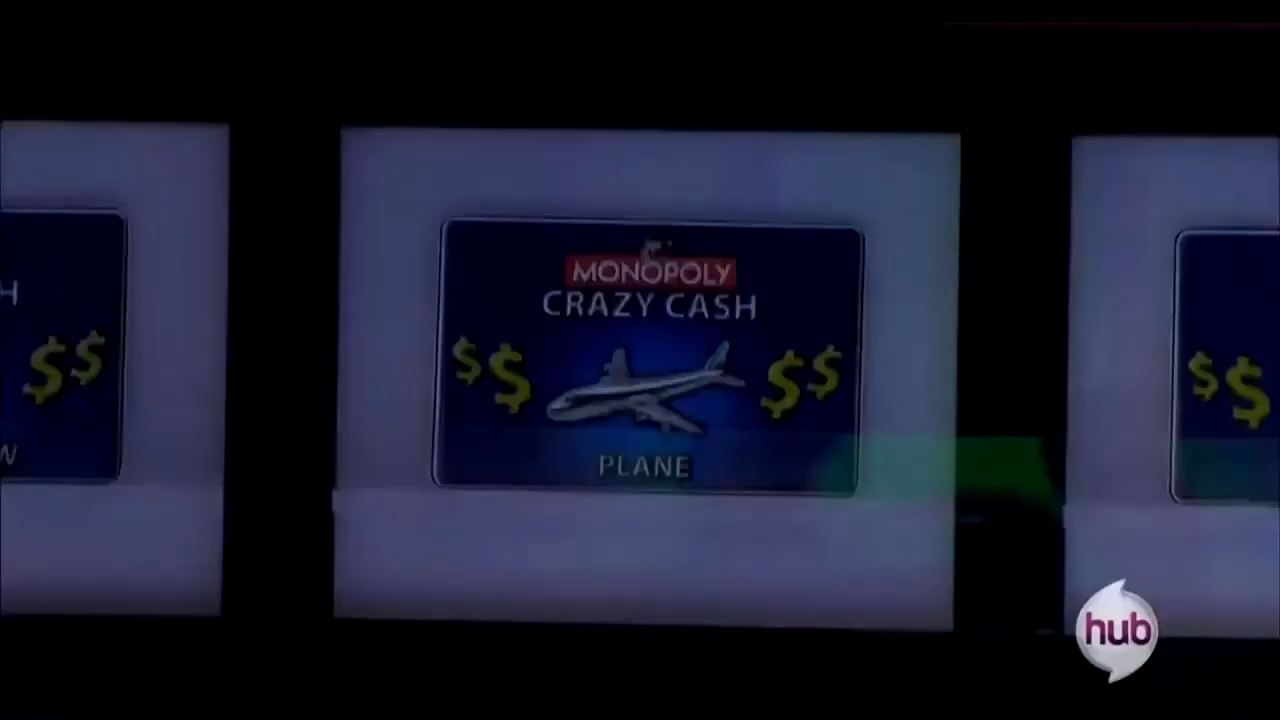 MONOPOLY
CRAZY CASH
H
$$ $$ $$ $$
W
PLANE
hub